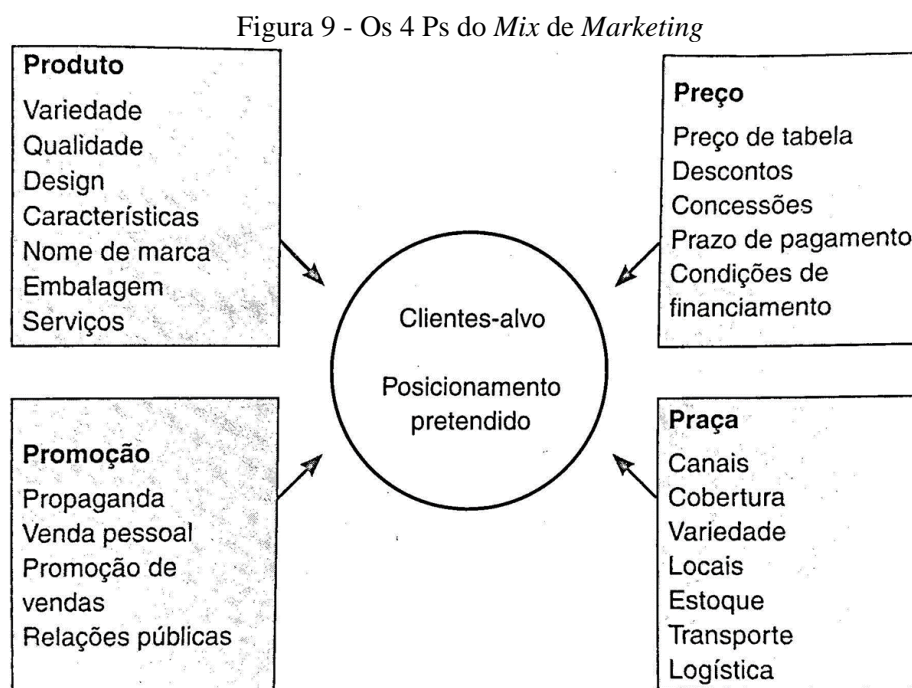 Figura 9 - Os 4 Ps do Mix de Marketing
Produto
Variedade
Qualidade
Design
Características
Nome de marca
Embalagem
Serviços
Preço
Preço de tabela
Descontos
Concessões
Prazo de pagamento
Condições de
financiamento
Clientes-alvo
Posicionamento
pretendido
Promoção
Propaganda
Venda pessoal
Promoção de
vendas
Relações públicas
Praça
Canais
Cobertura
Variedade
Locais
Estoque
Transporte
Logística